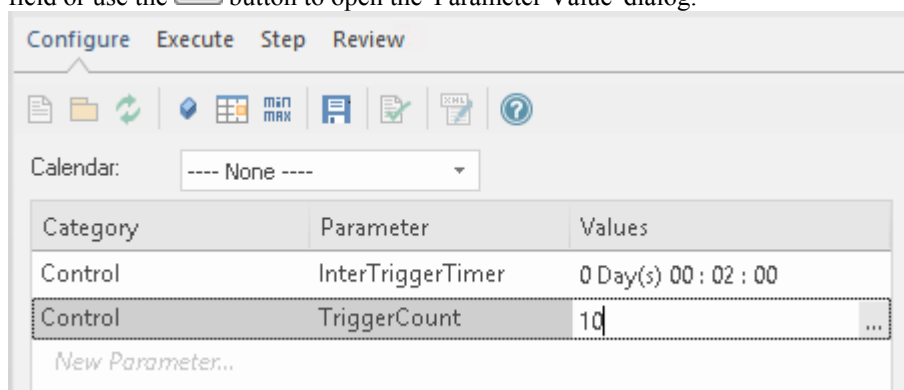 field or use the button to open the 'Parameter Value' dialog.
Configure Execute Step Review
min
max
XML
Calendar: ---- None ----
Category Parameter Values
Control InterTriggerTimer 0 Day(s) 00 : 02 : 00
Control TriggerCount 10 ...
New Parameter...